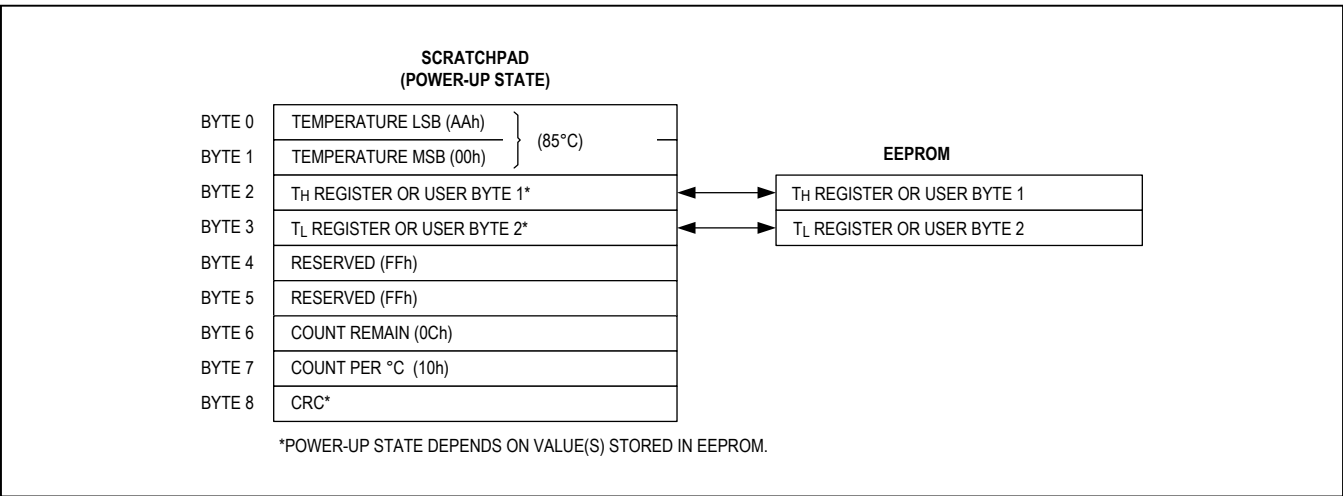 SCRATCHPAD
(POWER-UP STATE)
BYTE 0 TEMPERATURE LSB (AAh)
(85°C)
BYTE 1 TEMPERATURE MSB (00h)
EEPROM
BYTE 2 TH REGISTER OR USER BYTE 1* TH REGISTER OR USER BYTE 1
BYTE 3 TL REGISTER OR USER BYTE 2* TL REGISTER OR USER BYTE 2
BYTE 4 RESERVED (FFh)
BYTE 5 RESERVED (FFh)
BYTE 6 COUNT REMAIN (0Ch)
BYTE 7 COUNT PER °C (10h)
BYTE 8 CRC*
*POWER-UP STATE DEPENDS ON VALUE(S) STORED IN EEPROM.